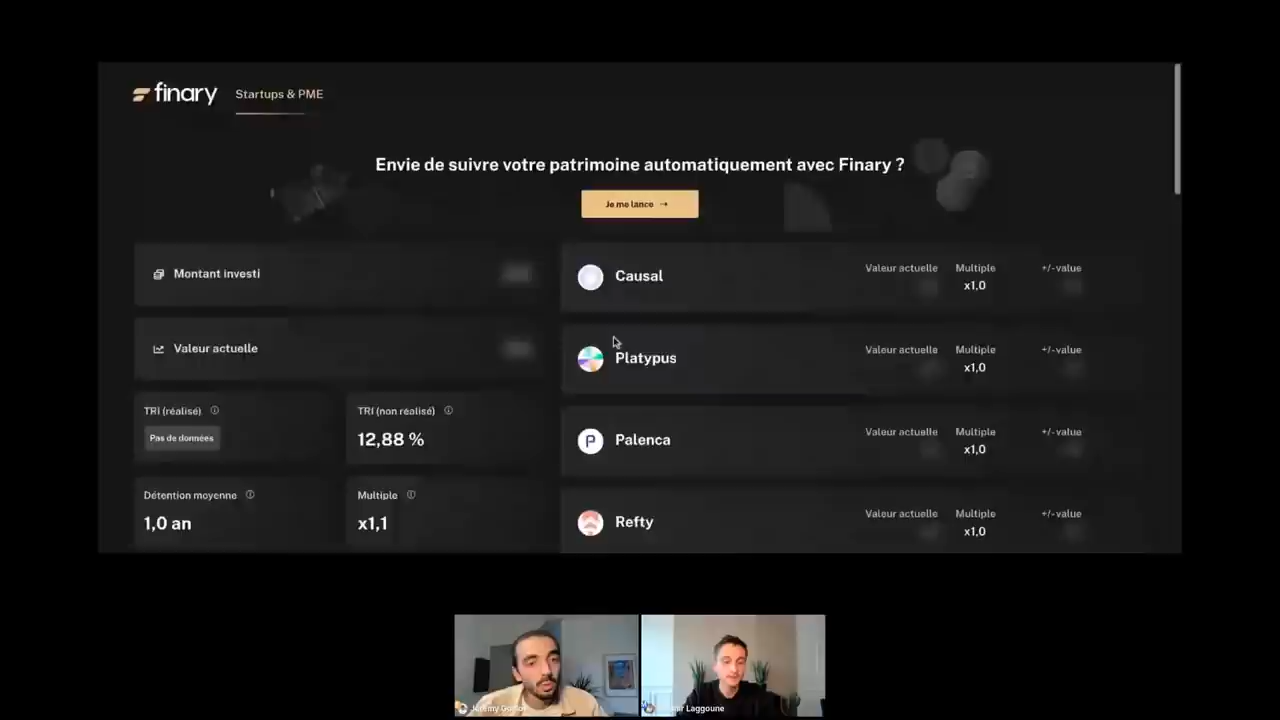 finary
Startups & PME
Envie de suivre votre patrimoine automatiquement avec Finary ?
Je me lance →
Montant investi
Valeur actuelle
TRI (réalisé)
Pas de données
TRI (non réalisé)
12,88 %
Détention moyenne
1,0 an
Multiple
x1,1
Causal
Valeur actuelle
Multiple
x1,0
+/-value
Platypus
Valeur actuelle
Multiple
x1,0
+/-value
P
Palenca
Valeur actuelle
Multiple
x1,0
+/-value
Refty
Valeur actuelle
Multiple
x1,0
+/-value
Laggoune